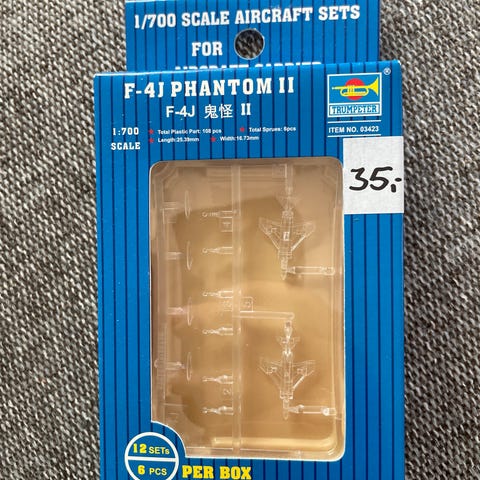 1/700 SCALE AIRCRAFT SETS
FOR
AIRCRAFT CARRIER
F-4J PHANTOM II
F-4J 鬼怪 II
1:700
SCALE
★ Total Plastic Part: 108 pcs ★ Total Sprues: 6pcs
★ Length:25.39mm ★ Width:16.73mm
®
TRUMPETER
ITEM NO. 03423
35,-
12 SETs
6 PCS
PER BOX